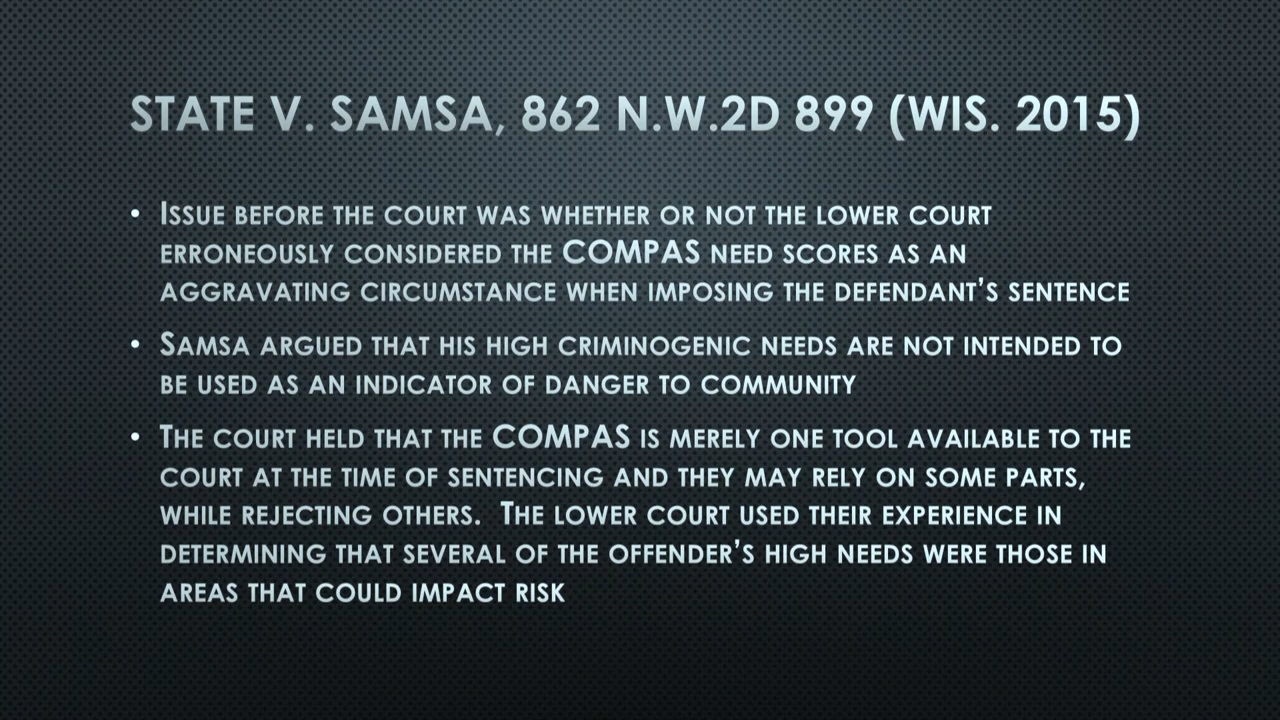 STATE V. SAMSA, 862 N.W.2D 899 (WIS. 2015)
• ISSUE BEFORE THE COURT WAS WHETHER OR NOT THE LOWER COURT
ERRONEOUSLY CONSIDERED THE COMPAS NEED SCORES AS AN
AGGRAVATING CIRCUMSTANCE WHEN IMPOSING THE DEFENDANT’S SENTENCE
• SAMSA ARGUED THAT HIS HIGH CRIMINOGENIC NEEDS ARE NOT INTENDED TO
BE USED AS AN INDICATOR OF DANGER TO COMMUNITY
• THE COURT HELD THAT THE COMPAS IS MERELY ONE TOOL AVAILABLE TO THE
COURT AT THE TIME OF SENTENCING AND THEY MAY RELY ON SOME PARTS,
WHILE REJECTING OTHERS.  THE LOWER COURT USED THEIR EXPERIENCE IN
DETERMINING THAT SEVERAL OF THE OFFENDER’S HIGH NEEDS WERE THOSE IN
AREAS THAT COULD IMPACT RISK